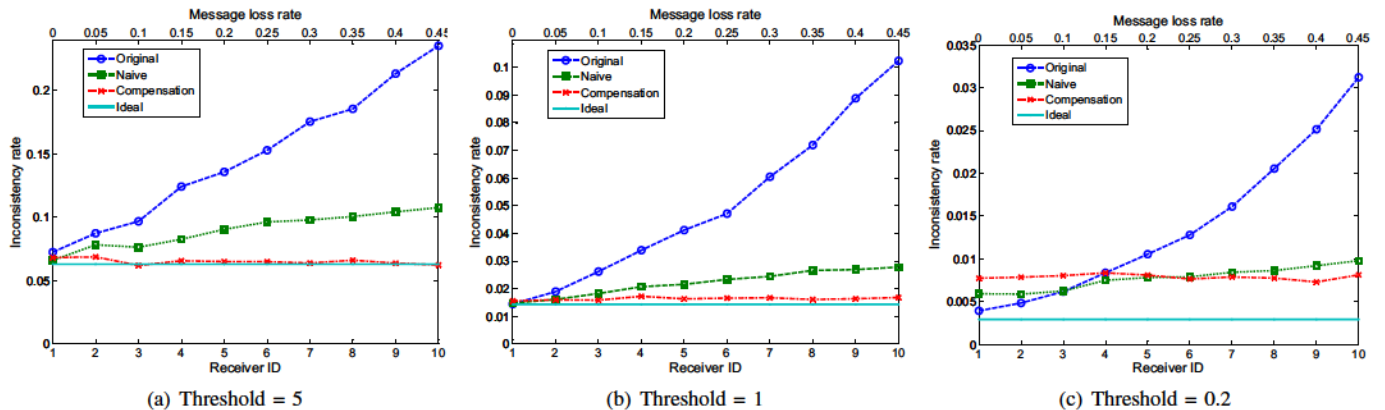 Message loss rate
0 0.05 0.1 0.15 0.2 0.25 0.3 0.35 0.4 0.45
Original
Naive
Compensation
Ideal
Inconsistency rate
0.2
0.15
0.1
0.05
0
1 2 3 4 5 6 7 8 9 10
Receiver ID
(a) Threshold = 5
Message loss rate
0 0.05 0.1 0.15 0.2 0.25 0.3 0.35 0.4 0.45
Original
Naive
Compensation
Ideal
Inconsistency rate
0.1
0.09
0.08
0.07
0.06
0.05
0.04
0.03
0.02
0.01
0
1 2 3 4 5 6 7 8 9 10
Receiver ID
(b) Threshold = 1
Message loss rate
0 0.05 0.1 0.15 0.2 0.25 0.3 0.35 0.4 0.45
Original
Naive
Compensation
Ideal
Inconsistency rate
0.035
0.03
0.025
0.02
0.015
0.01
0.005
0
1 2 3 4 5 6 7 8 9 10
Receiver ID
(c) Threshold = 0.2